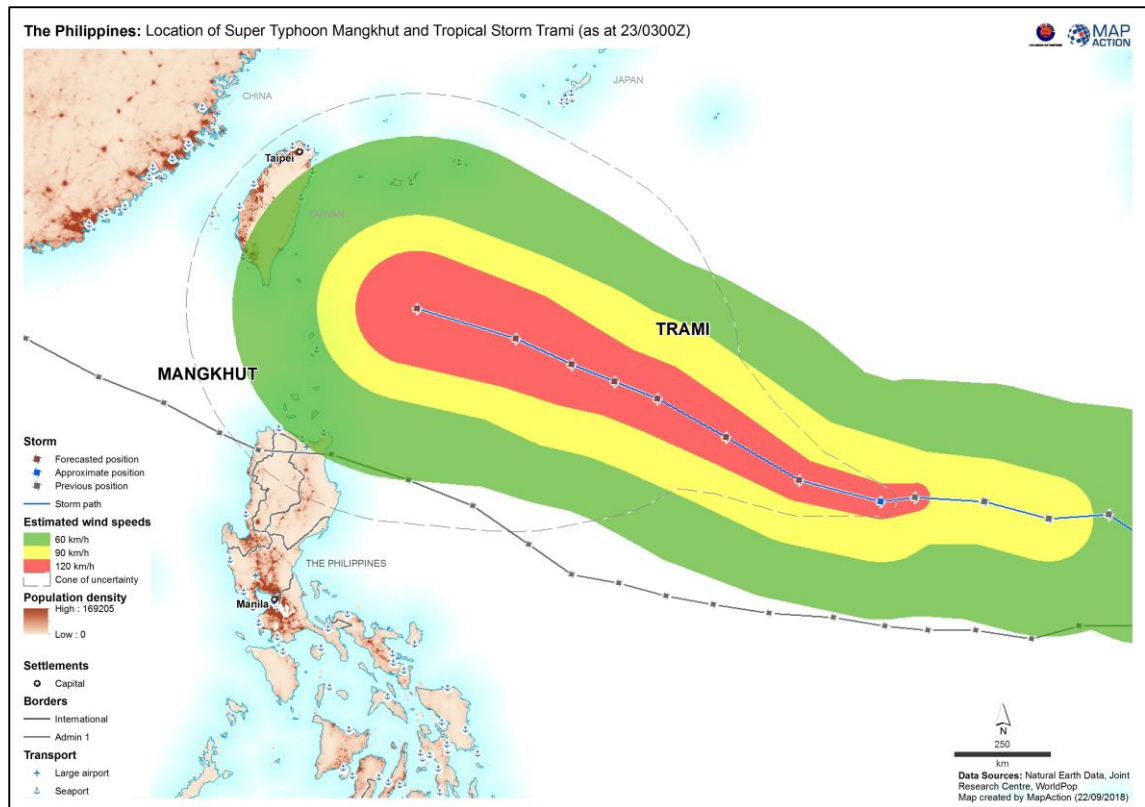 The Philippines: Location of Super Typhoon Mangkhut and Tropical Storm Trami (as at 23/0300Z)
MAP
ACTION
CHINA
JAPAN
Taipei
TAIWAN
TRAMI
MANGKHUT
THE PHILIPPINES
Manila
Storm
Forecasted position
Approximate position
Previous position
Storm path
Estimated wind speeds
60 km/h
90 km/h
120 km/h
Cone of uncertainty
Population density
High : 169205
Low : 0
Settlements
Capital
Borders
International
Admin 1
Transport
Large airport
Seaport
N
250
km
Data Sources: Natural Earth Data, Joint
Research Centre, WorldPop
Map created by MapAction (22/09/2018)